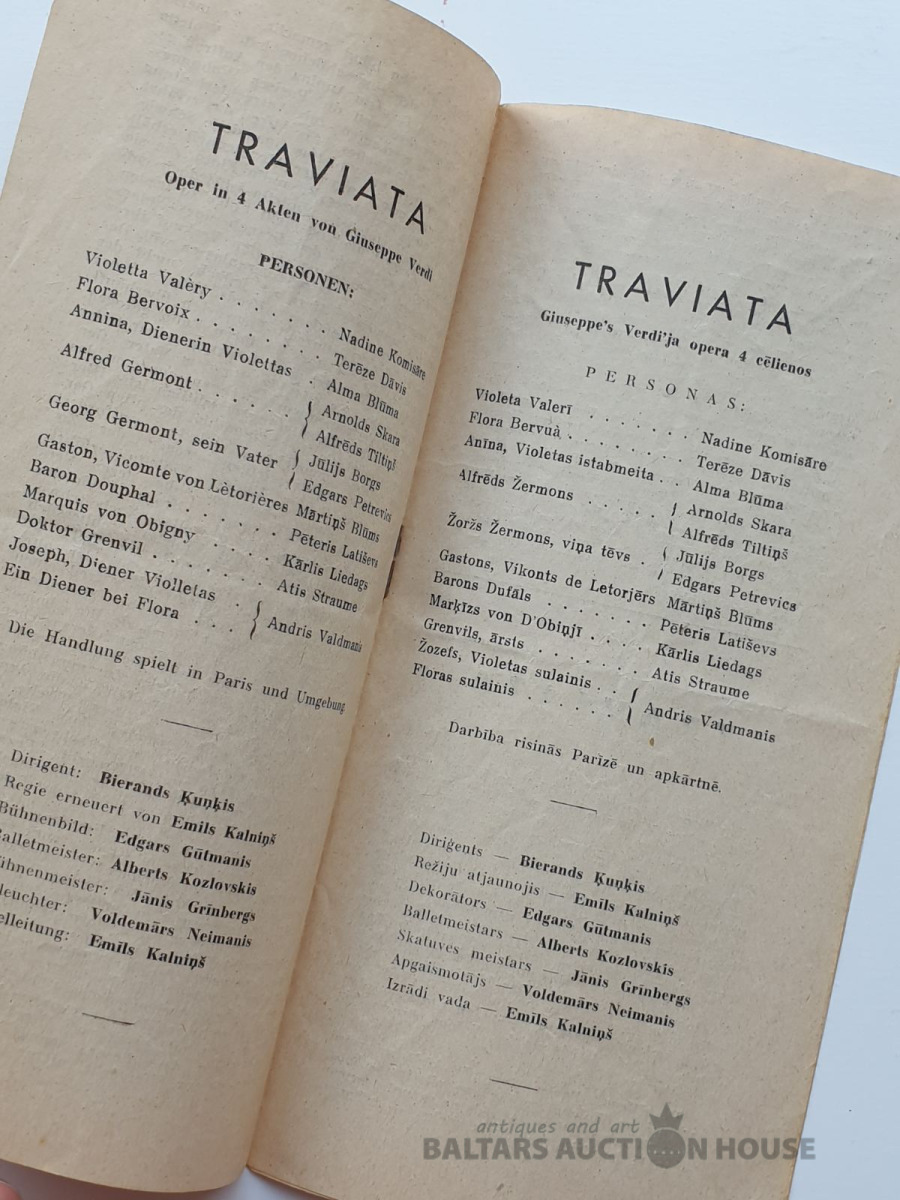 TRAVIATA
Oper in 4 Akten von Giuseppe Verdi
PERSONEN:
Violetta Valèry . . . . . . . Nadine Komisāre
Flora Bervoix . . . . . . . Terēze Dāvis
Annina, Dienerin Violettas . Alma Blūma
Alfred Germont . . . . . . { Arnolds Skara
Alfrēds Tiltiņš
Georg Germont, sein Vater { Jūlijs Borgs
Edgars Petrevics
Gaston, Vicomte von Lètorières Mārtiņš Blūms
Baron Douphal . . . . . . . Pēteris Latiševs
Marquis von Obigny . . . . Kārlis Liedags
Doktor Grenvil . . . . . . . Atis Straume
Joseph, Diener Violletas . { Andris Valdmanis
Ein Diener bei Flora . . .
Die Handlung spielt in Paris und Umgebung
Dirigent: Bierands Ķuņķis
Regie erneuert von Emīls Kalniņš
Bühnenbild: Edgars Gūtmanis
alletmeister: Alberts Kozlovskis
ühnenmeister: Jānis Grīnbergs
leuchter: Voldemārs Neimanis
elleitung: Emīls Kalniņš
TRAVIATA
Giuseppe's Verdi'ja opera 4 cēlienos
PERSONAS:
Violeta Valerī . . . . . . . Nadine Komisāre
Flora Bervuà . . . . . . . Terēze Dāvis
Anīna, Violetas istabmeita . . Alma Blūma
Alfrēds Žermons . . . . . { Arnolds Skara
Alfrēds Tiltiņš
Žoržs Žermons, viņa tēvs . { Jūlijs Borgs
Edgars Petrevics
Gastons, Vikonts de Letorjērs Mārtiņš Blūms
Barons Dufāls . . . . . . . Pēteris Latiševs
Marķīzs von D'Obiņjī . . . . Kārlis Liedags
Grenvils, ārsts . . . . . . . Atis Straume
Žozefs, Violetas sulainis . . { Andris Valdmanis
Floras sulainis . . . . . .
Darbība risinās Parīzē un apkārtnē.
Diriģents — Bierands Ķuņķis
Režiju atjaunojis — Emīls Kalniņš
Dekorātors — Edgars Gūtmanis
Balletmeistars — Alberts Kozlovskis
Skatuves meistars — Jānis Grīnbergs
Apgaismotājs — Voldemārs Neimanis
Izrādi vada — Emīls Kalniņš
antiques and art
BALTARS AUCTION HOUSE